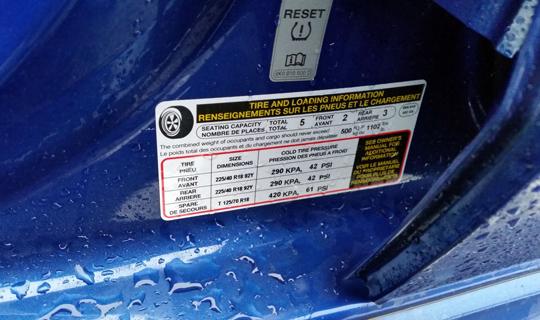 RESET
TIRE AND LOADING INFORMATION
RENSEIGNEMENTS SUR LES PNEUS ET LE CHARGEMENT
SEATING CAPACITY TOTAL 5 FRONT 2 REAR 3
NOMBRE DE PLACES TOTAL AVANT ARRIÈRE
The combined weight of occupants and cargo should never exceed 500 kg 1102
Le poids total des occupants et du chargement ne doit jamais dépasser
TIRE SIZE COLD TIRE PRESSURE
PNEU DIMENSIONS PRESSION DES PNEUS A FROID
FRONT AVANT 225/40 R18 92Y 290 KPA, 42 PSI
REAR ARRIERE 225/40 R18 92Y 290 KPA, 42 PSI
SPARE DE SECOURS T 125/70 R18 420 KPA, 61 PSI
SEE OWNER'S
MANUAL FOR
ADDITIONAL
INFORMATION
VOIR LE MANUEL
DU PROPRIÉTAIRE
POUR PLUS DE